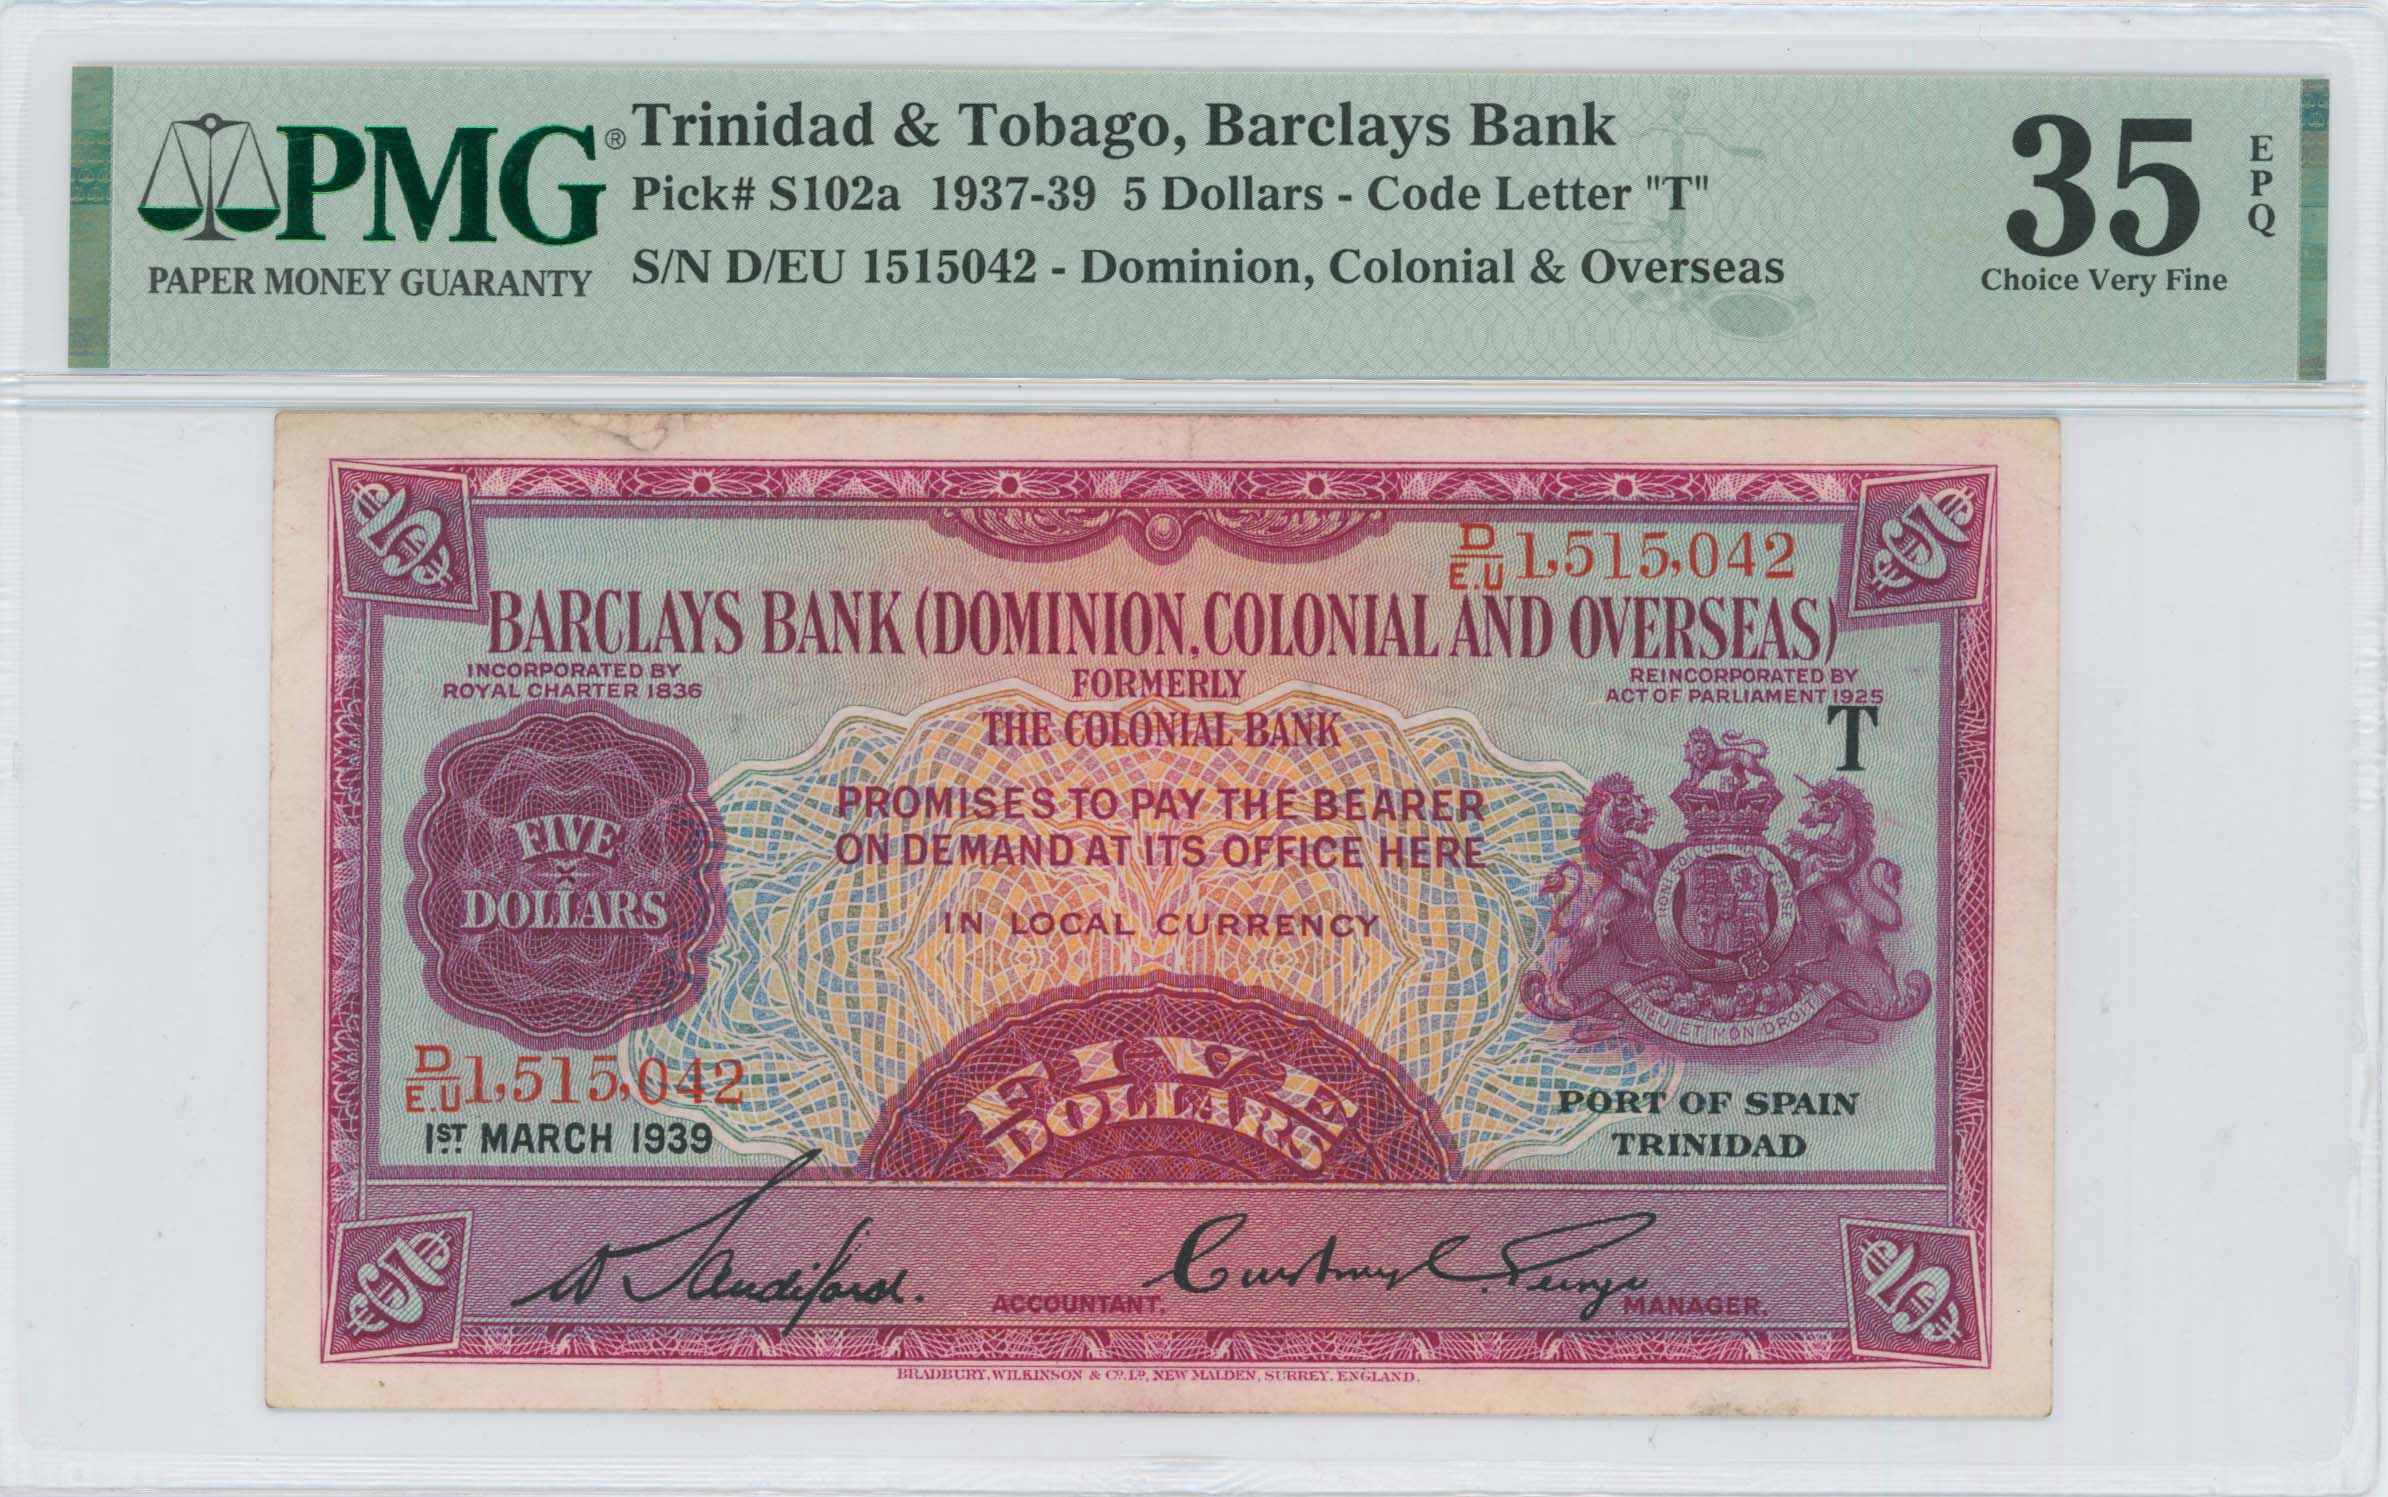 PMG®
PAPER MONEY GUARANTY
Trinidad & Tobago, Barclays Bank
Pick# S102a 1937-39 5 Dollars - Code Letter "T"
S/N D/EU 1515042 - Dominion, Colonial & Overseas
35
EPQ
Choice Very Fine
$5$
$5$
D/E.U 1,515,042
BARCLAYS BANK (DOMINION, COLONIAL AND OVERSEAS)
INCORPORATED BY
ROYAL CHARTER 1836
FORMERLY
THE COLONIAL BANK
REINCORPORATED BY
ACT OF PARLIAMENT 1925
T
FIVE
DOLLARS
PROMISES TO PAY THE BEARER
ON DEMAND AT ITS OFFICE HERE
IN LOCAL CURRENCY
FIVE
DOLLARS
DIEU ET MON DROIT
D/E.U 1,515,042
1ST MARCH 1939
PORT OF SPAIN
TRINIDAD
$5$
$5$
ACCOUNTANT.
MANAGER.
BRADBURY, WILKINSON & Co. LD. NEW MALDEN, SURREY, ENGLAND.